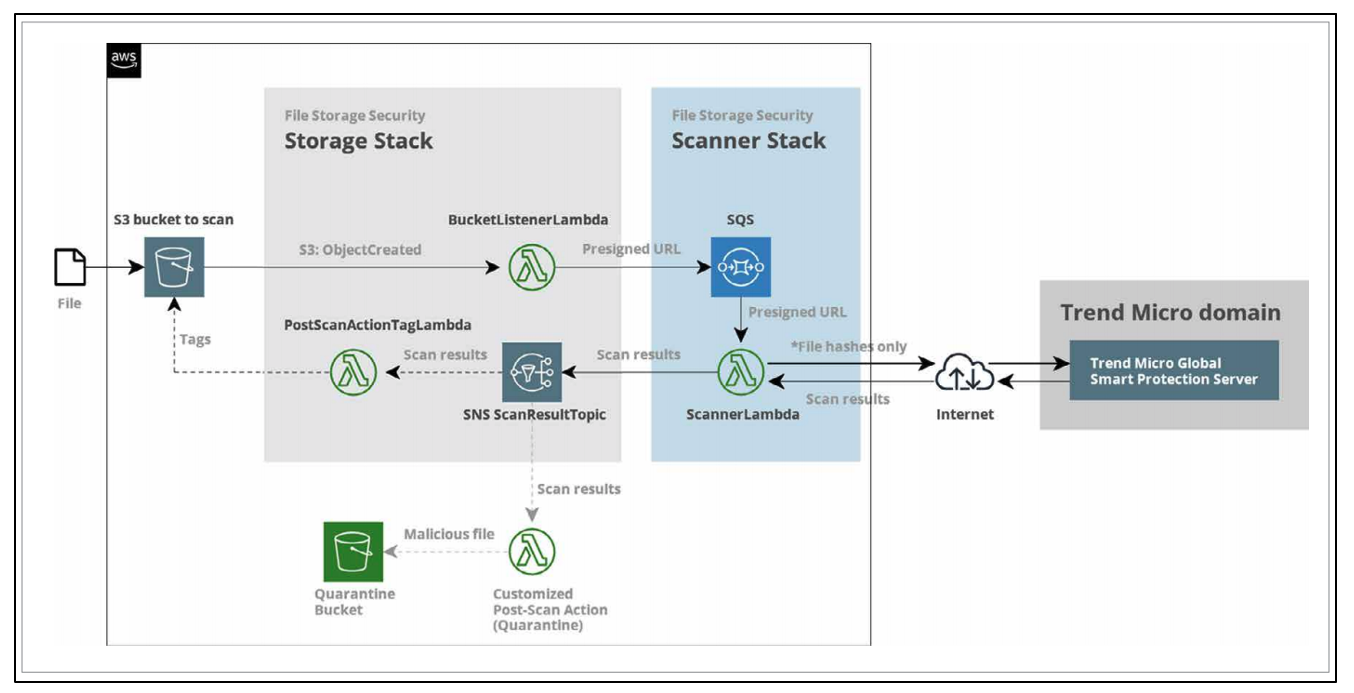 aws
File Storage Security
Storage Stack
File Storage Security
Scanner Stack
S3 bucket to scan
BucketListenerLambda
SQS
S3: ObjectCreated
Presigned URL
File
Presigned URL
Trend Micro domain
PostScanActionTagLambda
Tags
Scan results
Scan results
*File hashes only
Trend Micro Global
Smart Protection Server
Scan results
SNS ScanResultTopic
ScannerLambda
Internet
Scan results
Malicious file
Quarantine
Bucket
Customized
Post-Scan Action
(Quarantine)